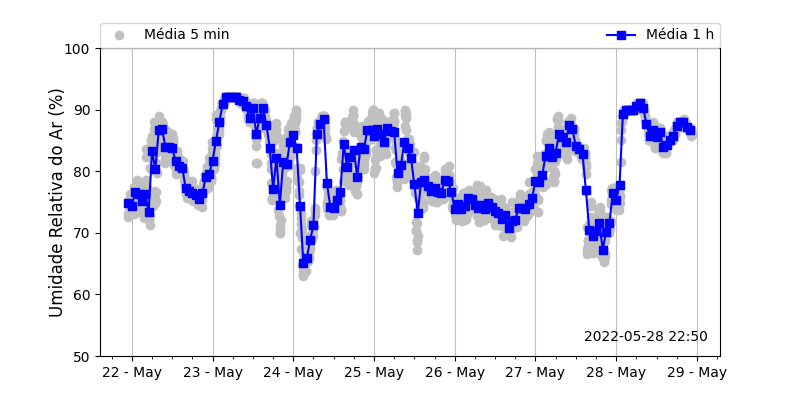 Média 5 min
Média 1 h
Umidade Relativa do Ar (%)
100
90
80
70
60
50
2022-05-28 22:50
22 - May
23 - May
24 - May
25 - May
26 - May
27 - May
28 - May
29 - May